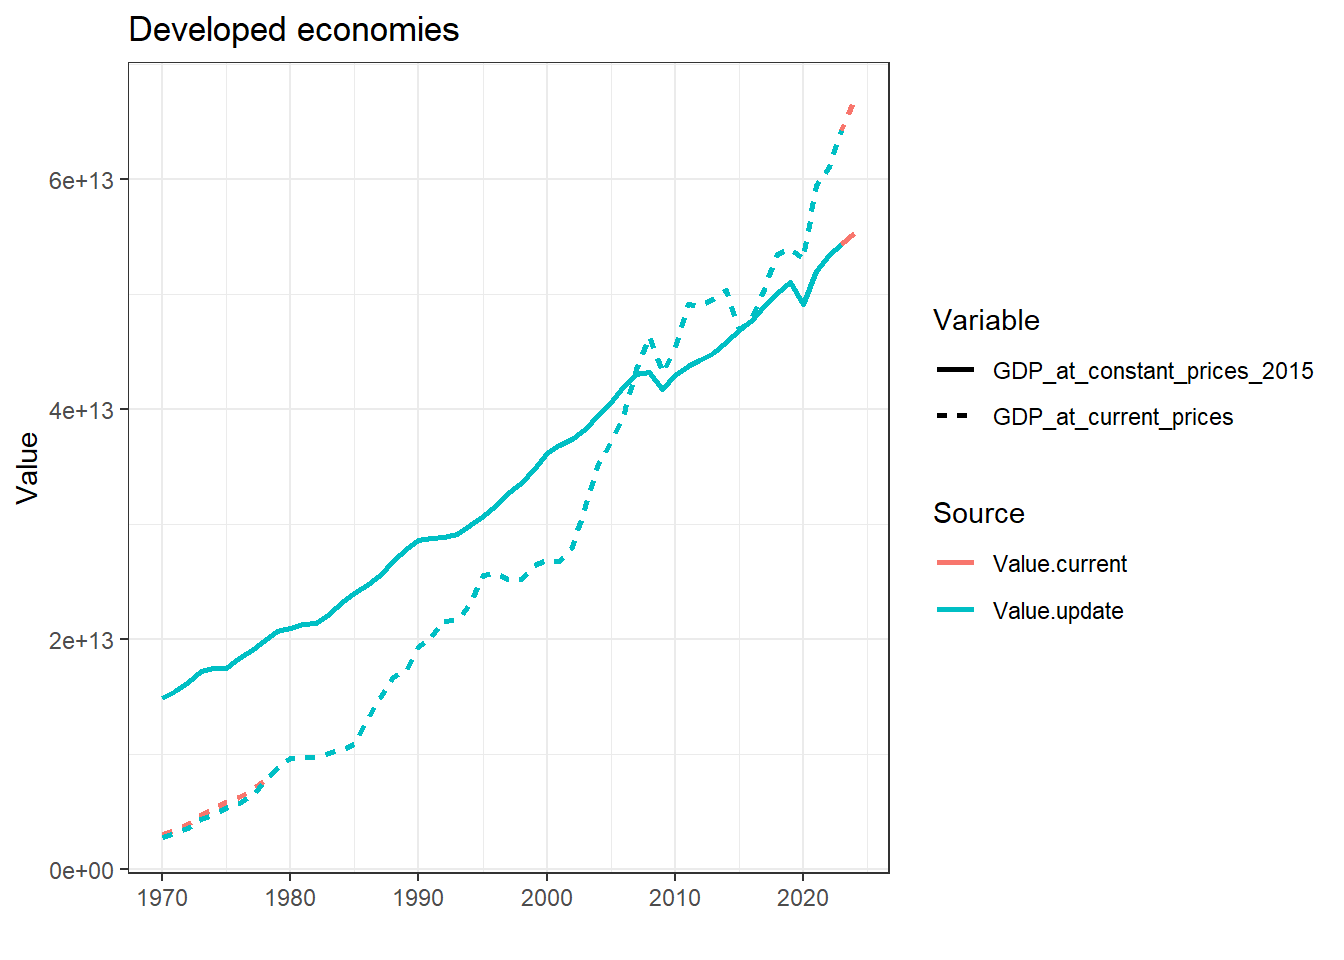 Developed economies
Value
6e+13
4e+13
2e+13
0e+00
1970 1980 1990 2000 2010 2020
Variable
GDP_at_constant_prices_2015
GDP_at_current_prices
Source
Value.current
Value.update